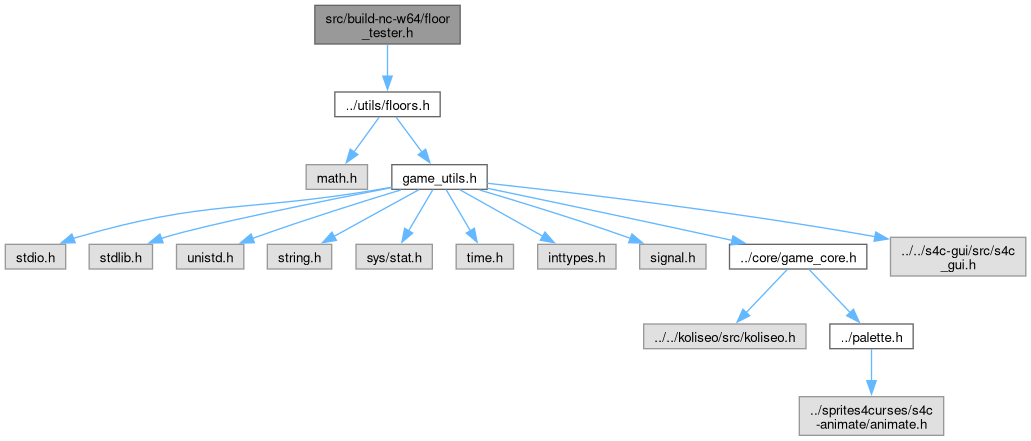 src/build-nc-w64/floor
_tester.h
../utils/floors.h
math.h
game_utils.h
stdio.h
stdlib.h
unistd.h
string.h
sys/stat.h
time.h
inttypes.h
signal.h
../core/game_core.h
../../s4c-gui/src/s4c
_gui.h
../../koliseo/src/koliseo.h
../palette.h
../sprites4curses/s4c
-animate/animate.h